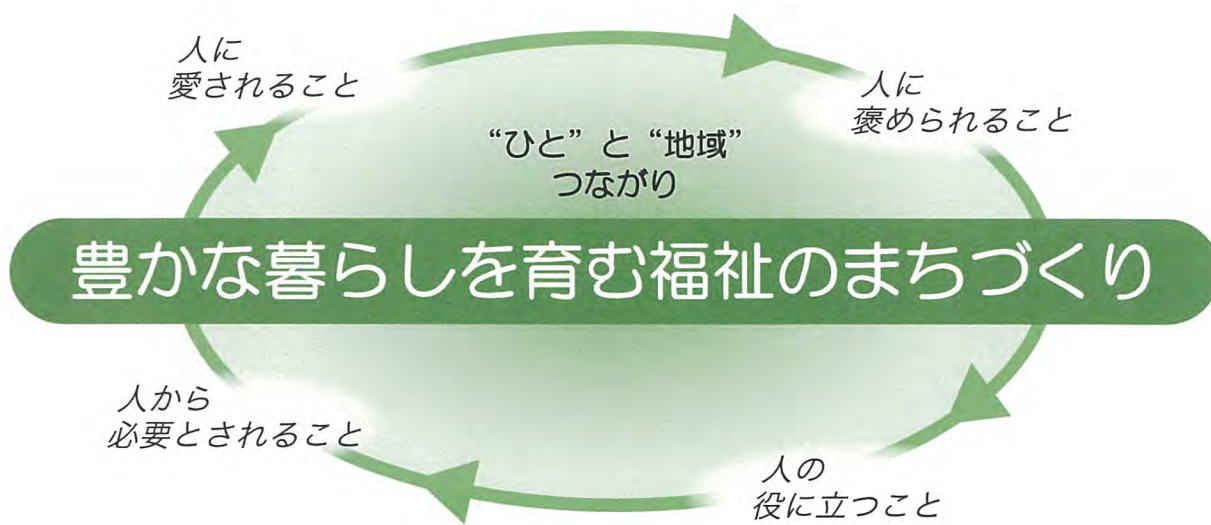 人に
愛されること
人に
褒められること
“ひと”と“地域”
つながり
豊かな暮らしを育む福祉のまちづくり
人から
必要とされること
人の
役に立つこと